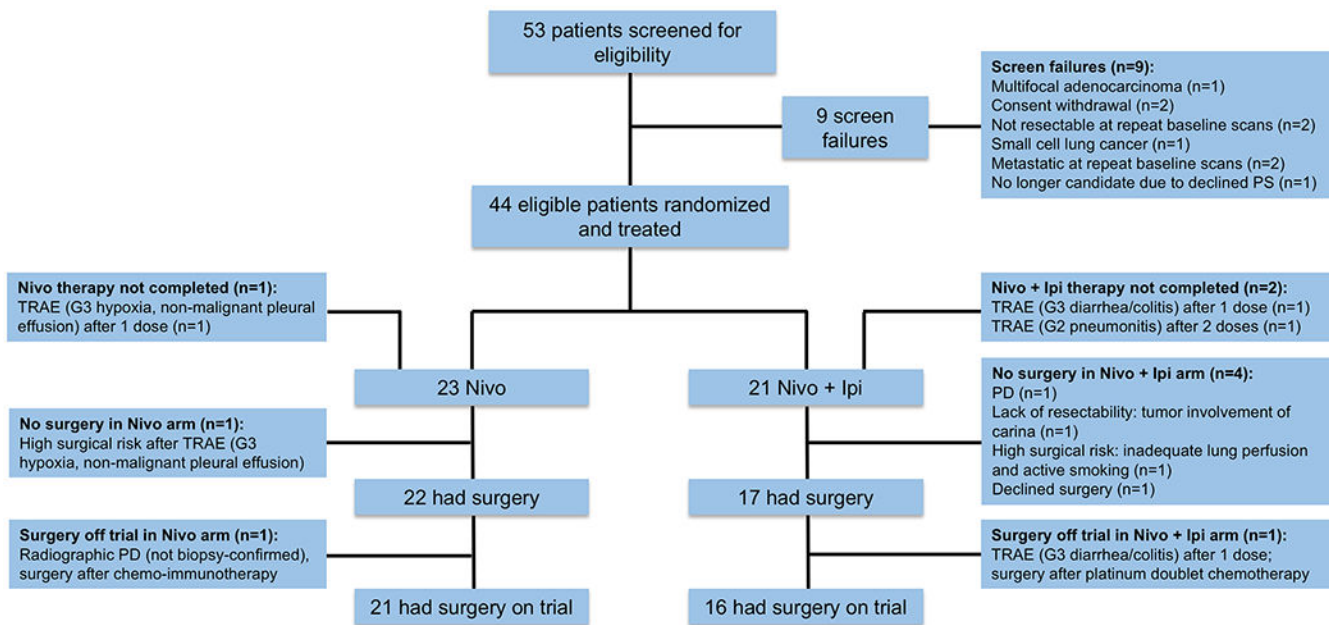 53 patients screened for
eligibility
9 screen
failures
Screen failures (n=9):
Multifocal adenocarcinoma (n=1)
Consent withdrawal (n=2)
Not resectable at repeat baseline scans (n=2)
Small cell lung cancer (n=1)
Metastatic at repeat baseline scans (n=2)
No longer candidate due to declined PS (n=1)
44 eligible patients randomized
and treated
Nivo therapy not completed (n=1):
TRAE (G3 hypoxia, non-malignant pleural
effusion) after 1 dose (n=1)
Nivo + Ipi therapy not completed (n=2):
TRAE (G3 diarrhea/colitis) after 1 dose (n=1)
TRAE (G2 pneumonitis) after 2 doses (n=1)
23 Nivo
21 Nivo + Ipi
No surgery in Nivo arm (n=1):
High surgical risk after TRAE (G3
hypoxia, non-malignant pleural effusion)
No surgery in Nivo + Ipi arm (n=4):
PD (n=1)
Lack of resectability: tumor involvement of
carina (n=1)
High surgical risk: inadequate lung perfusion
and active smoking (n=1)
Declined surgery (n=1)
22 had surgery
17 had surgery
Surgery off trial in Nivo arm (n=1):
Radiographic PD (not biopsy-confirmed),
surgery after chemo-immunotherapy
Surgery off trial in Nivo + Ipi arm (n=1):
TRAE (G3 diarrhea/colitis) after 1 dose;
surgery after platinum doublet chemotherapy
21 had surgery on trial
16 had surgery on trial